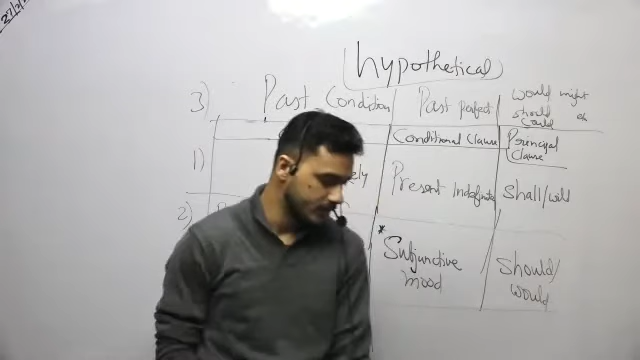 hypothetical
3) Past Condition Past perfect would might
should
could
Conditional Clause Principal
Clause
1) Present Indefinite Shall/will
2) * Subjunctive Should/
mood would